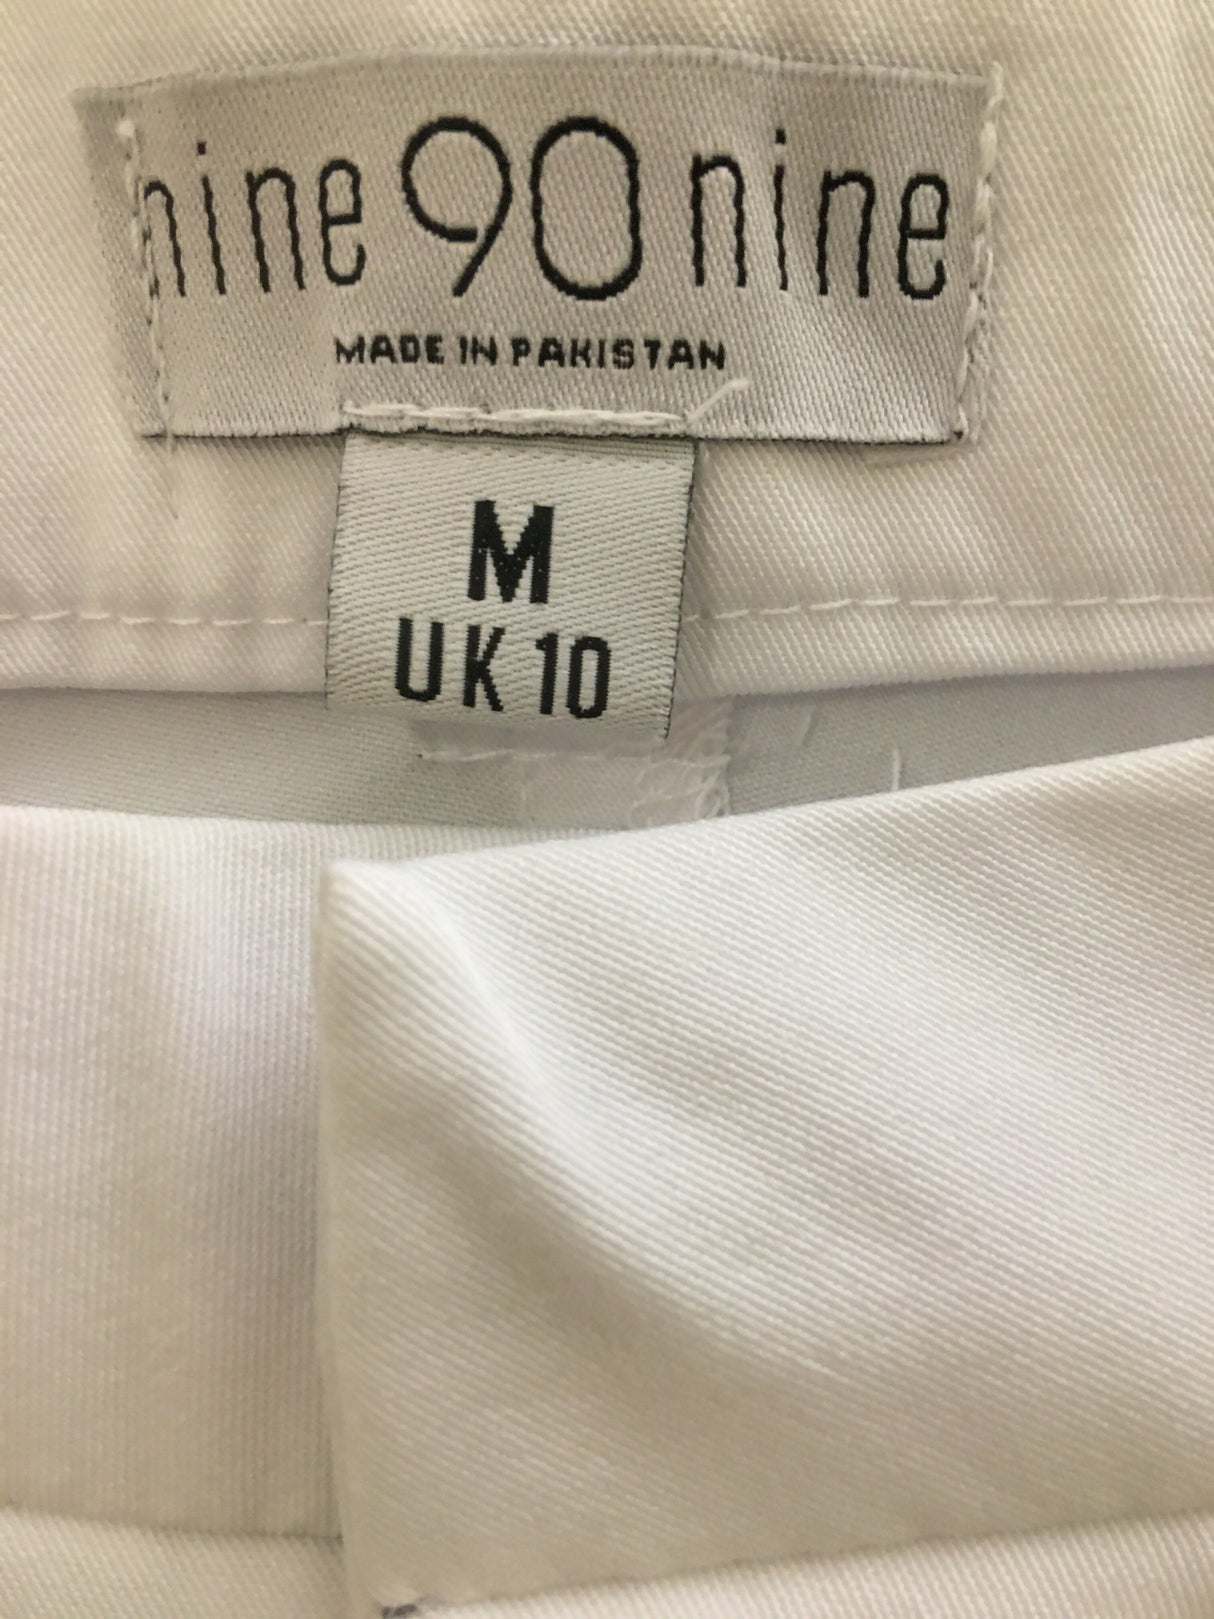 nine 90 nine
MADE IN PAKISTAN
M
UK 10